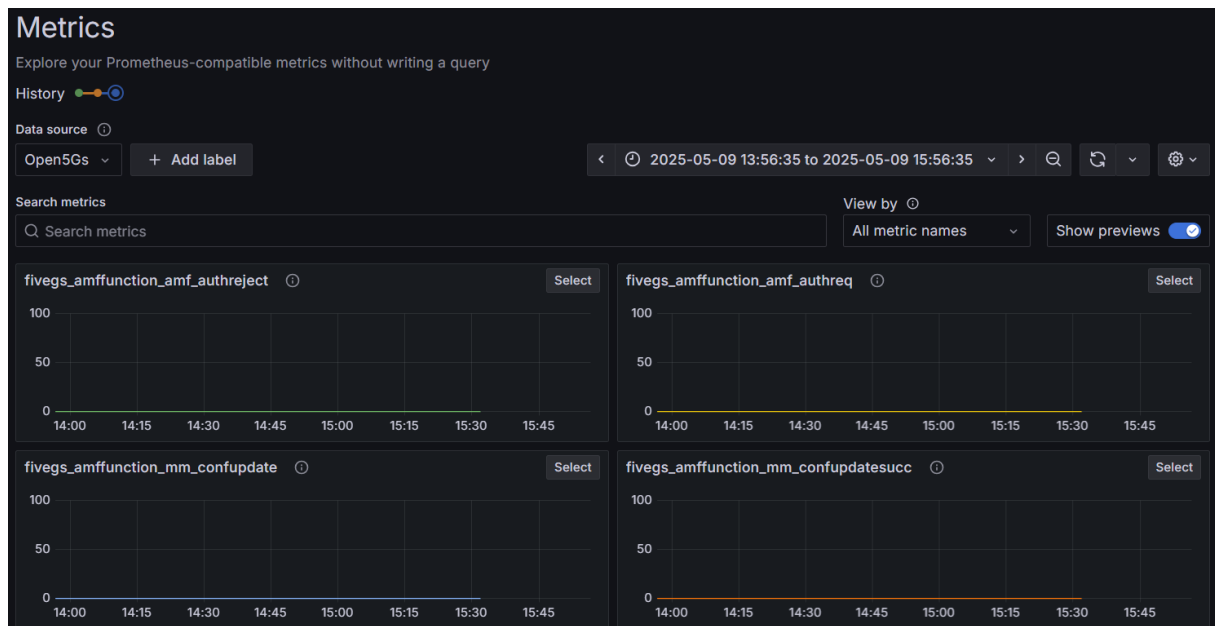 Metrics
Explore your Prometheus-compatible metrics without writing a query
History
Data source
Open5Gs
+ Add label
2025-05-09 13:56:35 to 2025-05-09 15:56:35
Search metrics
View by
Search metrics
All metric names
Show previews
fivegs_amffunction_amf_authreject
Select
100
50
0
14:00 14:15 14:30 14:45 15:00 15:15 15:30 15:45
fivegs_amffunction_amf_authreq
Select
100
50
0
14:00 14:15 14:30 14:45 15:00 15:15 15:30 15:45
fivegs_amffunction_mm_confupdate
Select
100
50
0
14:00 14:15 14:30 14:45 15:00 15:15 15:30 15:45
fivegs_amffunction_mm_confupdatesucc
Select
100
50
0
14:00 14:15 14:30 14:45 15:00 15:15 15:30 15:45